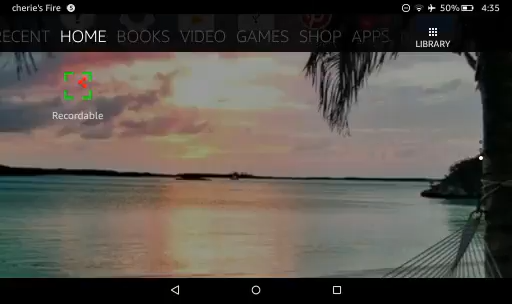 cherie's Fire 50% 4:35
RECENT HOME BOOKS VIDEO GAMES SHOP APPS
LIBRARY
Recordable